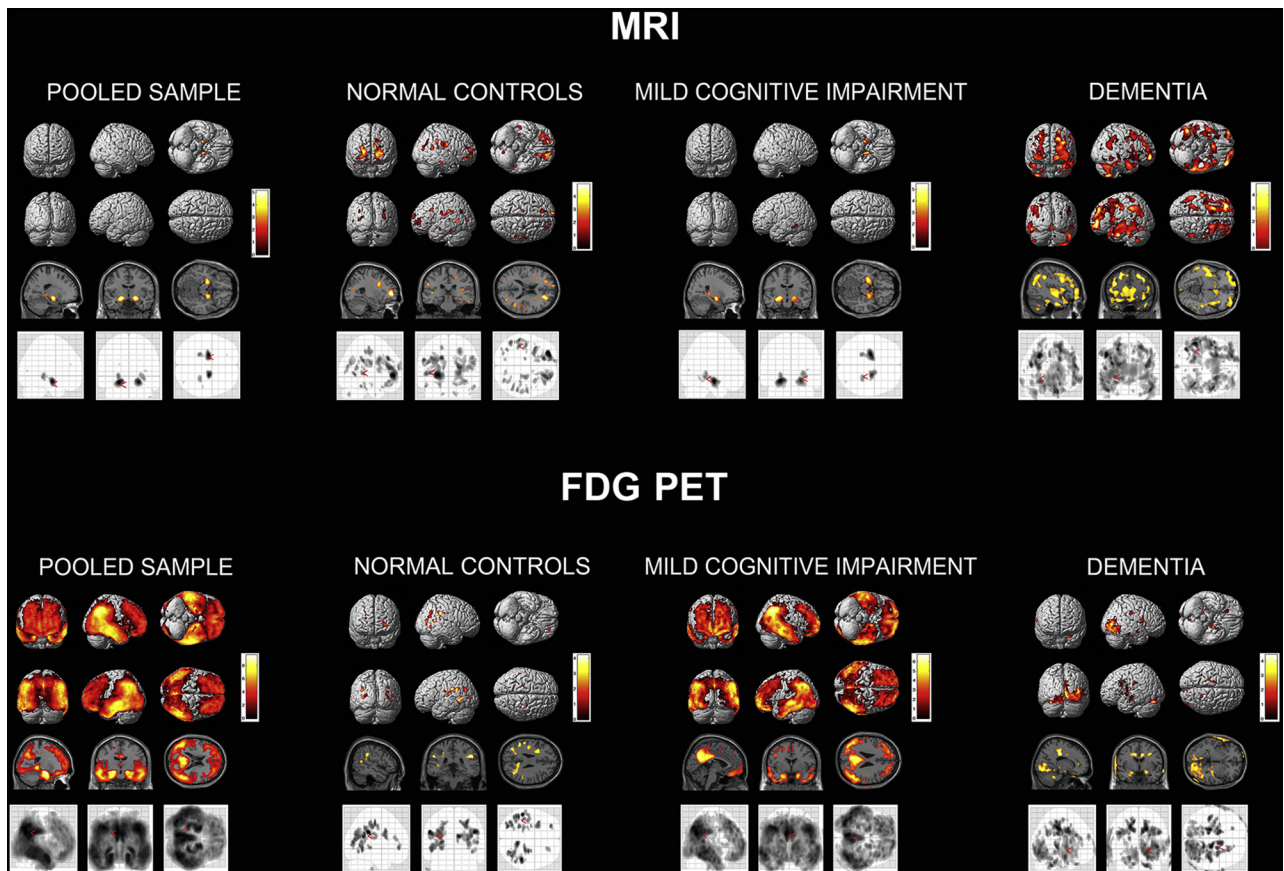 MRI
POOLED SAMPLE
NORMAL CONTROLS
MILD COGNITIVE IMPAIRMENT
DEMENTIA
FDG PET
POOLED SAMPLE
NORMAL CONTROLS
MILD COGNITIVE IMPAIRMENT
DEMENTIA